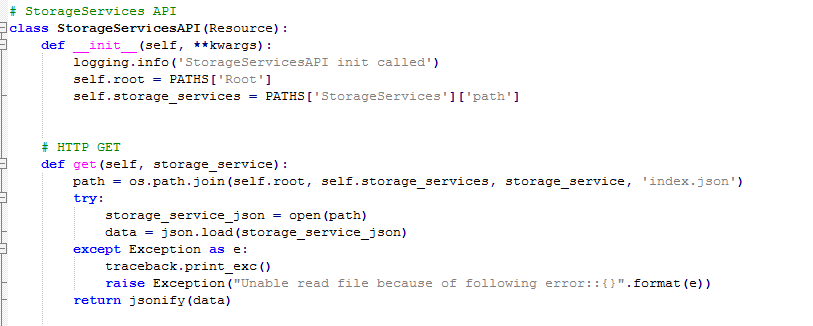 # StorageServices API
class StorageServicesAPI(Resource):
    def __init__(self, **kwargs):
        logging.info('StorageServicesAPI init called')
        self.root = PATHS['Root']
        self.storage_services = PATHS['StorageServices']['path']
    # HTTP GET
    def get(self, storage_service):
        path = os.path.join(self.root, self.storage_services, storage_service, 'index.json')
        try:
            storage_service_json = open(path)
            data = json.load(storage_service_json)
        except Exception as e:
            traceback.print_exc()
            raise Exception("Unable read file because of following error::{}".format(e))
        return jsonify(data)